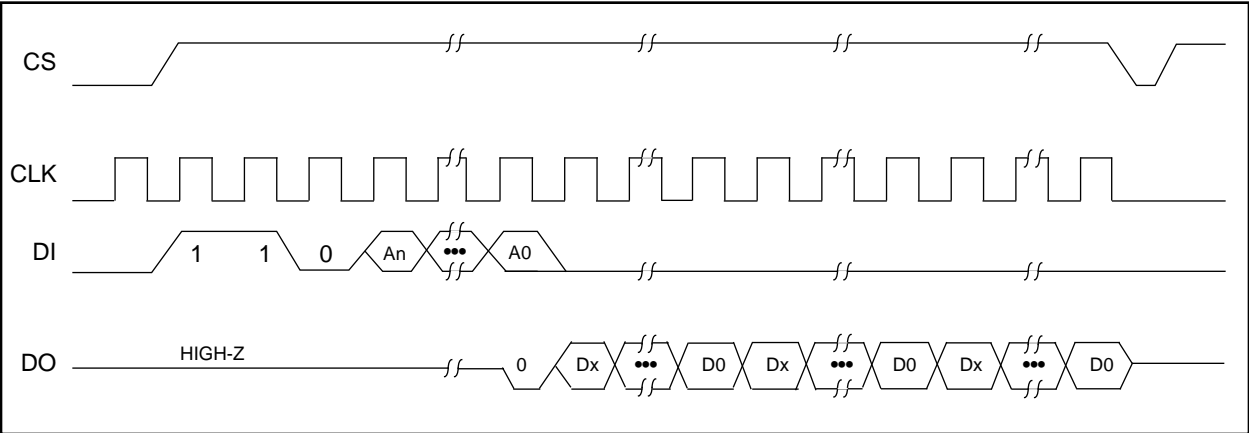 CS
CLK
DI 1 1 0 An ••• A0
HIGH-Z
DO 0 Dx ••• D0 Dx ••• D0 Dx ••• D0